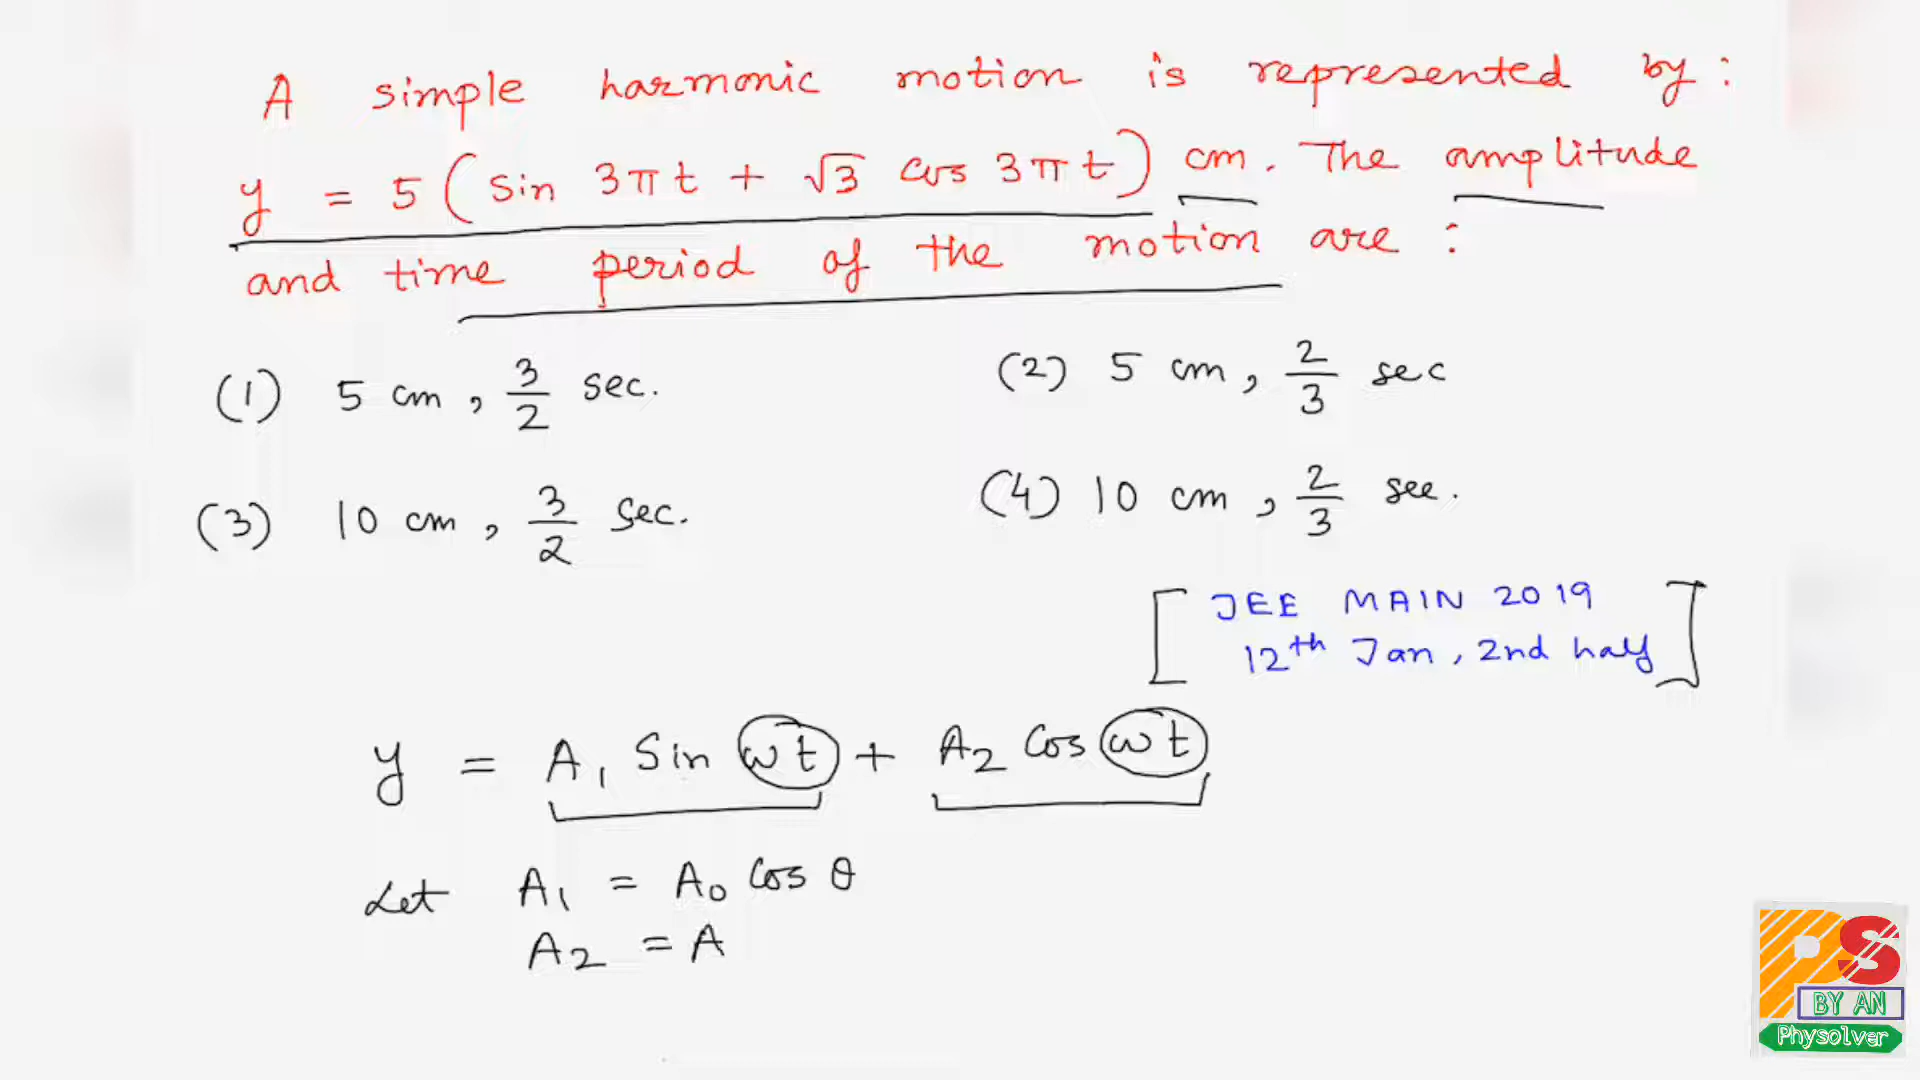 A simple harmonic motion is represented by :
y = 5 ( sin 3πt + √3 cos 3πt ) cm . The amplitude
and time period of the motion are :
(1) 5 cm , 3/2 sec.
(2) 5 cm , 2/3 sec
(3) 10 cm , 3/2 sec.
(4) 10 cm , 2/3 sec.
[ JEE MAIN 2019
12th Jan , 2nd half ]
y = A₁ Sin ωt + A₂ Cos ωt
Let A₁ = A₀ Cos θ
A₂ = A
PS
BY AN
Physolver